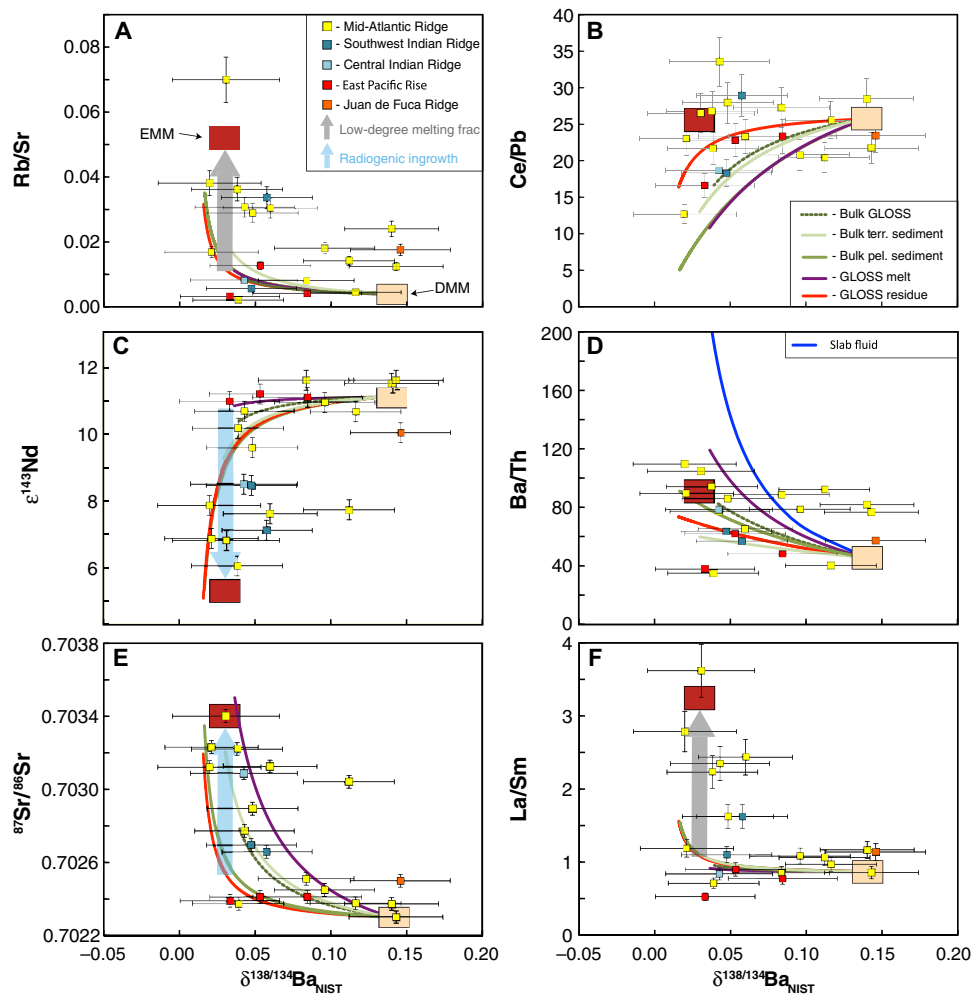 A
Rb/Sr
0.08
0.06
0.04
0.02
0.00
EMM
DMM
- Mid-Atlantic Ridge
- Southwest Indian Ridge
- Central Indian Ridge
- East Pacific Rise
- Juan de Fuca Ridge
- Low-degree melting frac
- Radiogenic ingrowth
B
Ce/Pb
40
35
30
25
20
15
10
5
0
- Bulk GLOSS
- Bulk terr. sediment
- Bulk pel. sediment
- GLOSS melt
- GLOSS residue
C
ε¹⁴³Nd
12
10
8
6
D
Ba/Th
200
160
120
80
40
0
Slab fluid
E
⁸⁷Sr/⁸⁶Sr
0.7038
0.7034
0.7030
0.7026
0.7022
−0.05 0.00 0.05 0.10 0.15 0.20
δ¹³⁸/¹³⁴Ba_NIST
F
La/Sm
4
3
2
1
0
−0.05 0.00 0.05 0.10 0.15 0.20
δ¹³⁸/¹³⁴Ba_NIST